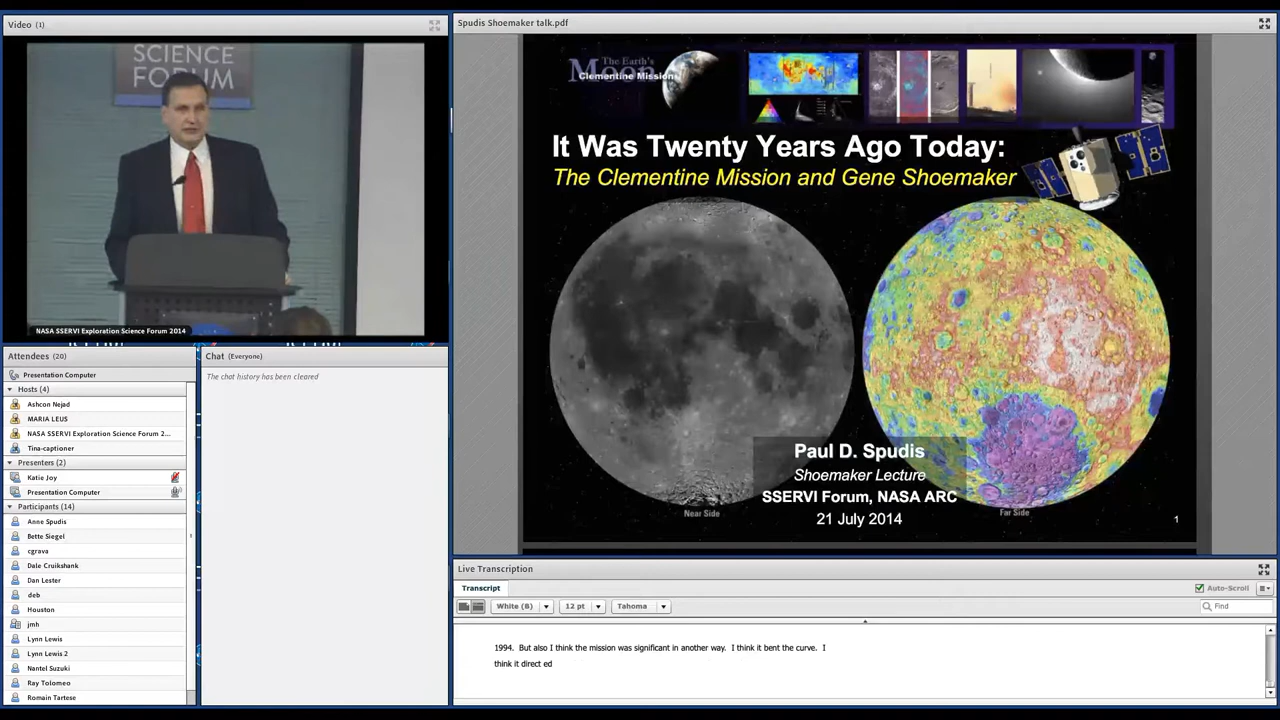 Video (1)
SCIENCE
FORUM
NASA SSERVI Exploration Science Forum 2014
Attendees (20)
Presentation Computer
Hosts (4)
Ashcon Nejad
MARIA LEUS
NASA SSERVI Exploration Science Forum 2...
Tina-captioner
Presenters (2)
Katie Joy
Presentation Computer
Participants (14)
Anne Spudis
Bette Siegel
cgrava
Dale Cruikshank
Dan Lester
deb
Houston
jmh
Lynn Lewis
Lynn Lewis 2
Nantel Suzuki
Ray Tolomeo
Romain Tartese
Chat (Everyone)
The chat history has been cleared
Spudis Shoemaker talk.pdf
The Earth's
Moon
Clementine Mission
It Was Twenty Years Ago Today:
The Clementine Mission and Gene Shoemaker
Paul D. Spudis
Shoemaker Lecture
SSERVI Forum, NASA ARC
21 July 2014
Near Side
Far Side
1
Live Transcription
Transcript
Auto-Scroll
White (B)
12 pt
Tahoma
Find
1994. But also I think the mission was significant in another way. I think it bent the curve. I
think it direct ed